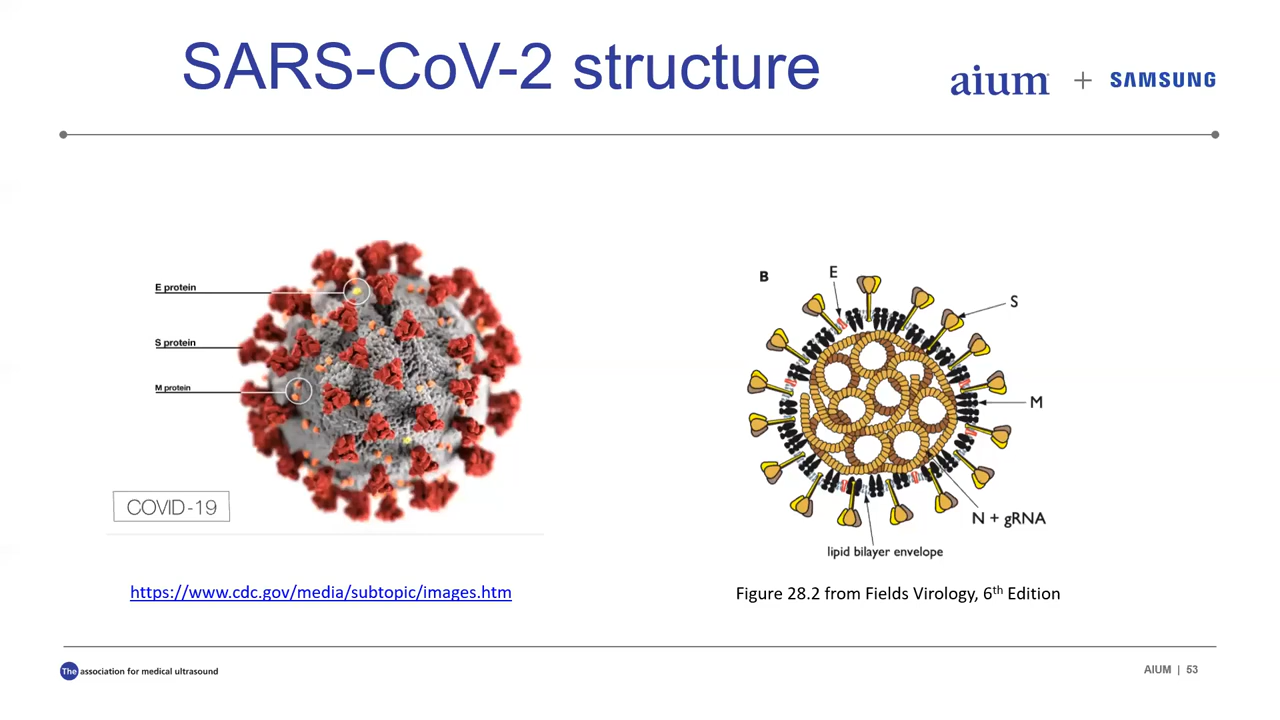 SARS-CoV-2 structure
aium + SAMSUNG
E protein
S protein
M protein
COVID-19
https://www.cdc.gov/media/subtopic/images.htm
B
E
S
M
N + gRNA
lipid bilayer envelope
Figure 28.2 from Fields Virology, 6th Edition
The association for medical ultrasound
AIUM | 53